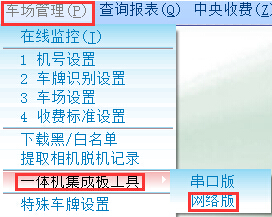 车场管理(P) 查询报表(Q) 中央收费(Z)
在线监控(I)
1 机号设置
2 车牌识别设置
3 车场设置
4 收费标准设置
下载黑/白名单
提取相机脱机记录
一体机集成板工具
串口版
网络版
特殊车牌设置